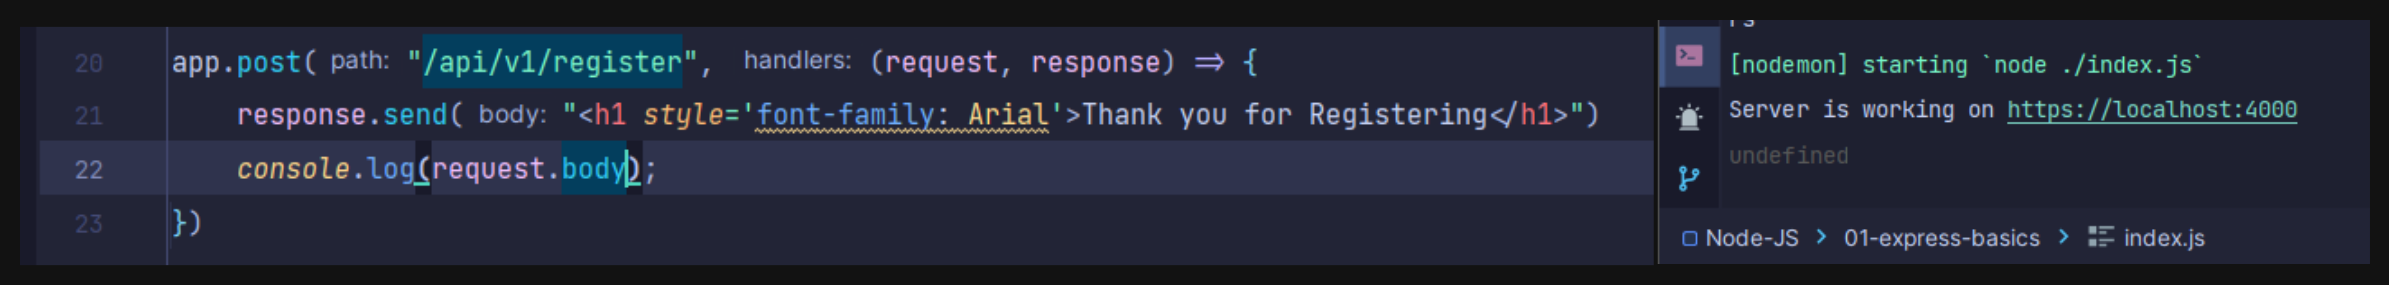 20 app.post( path: "/api/v1/register", handlers: (request, response) => {
21 response.send( body: "<h1 style='font-family: Arial'>Thank you for Registering</h1>")
22 console.log(request.body);
23 })
[nodemon] starting `node ./index.js`
Server is working on https://localhost:4000
undefined
Node-JS > 01-express-basics > index.js